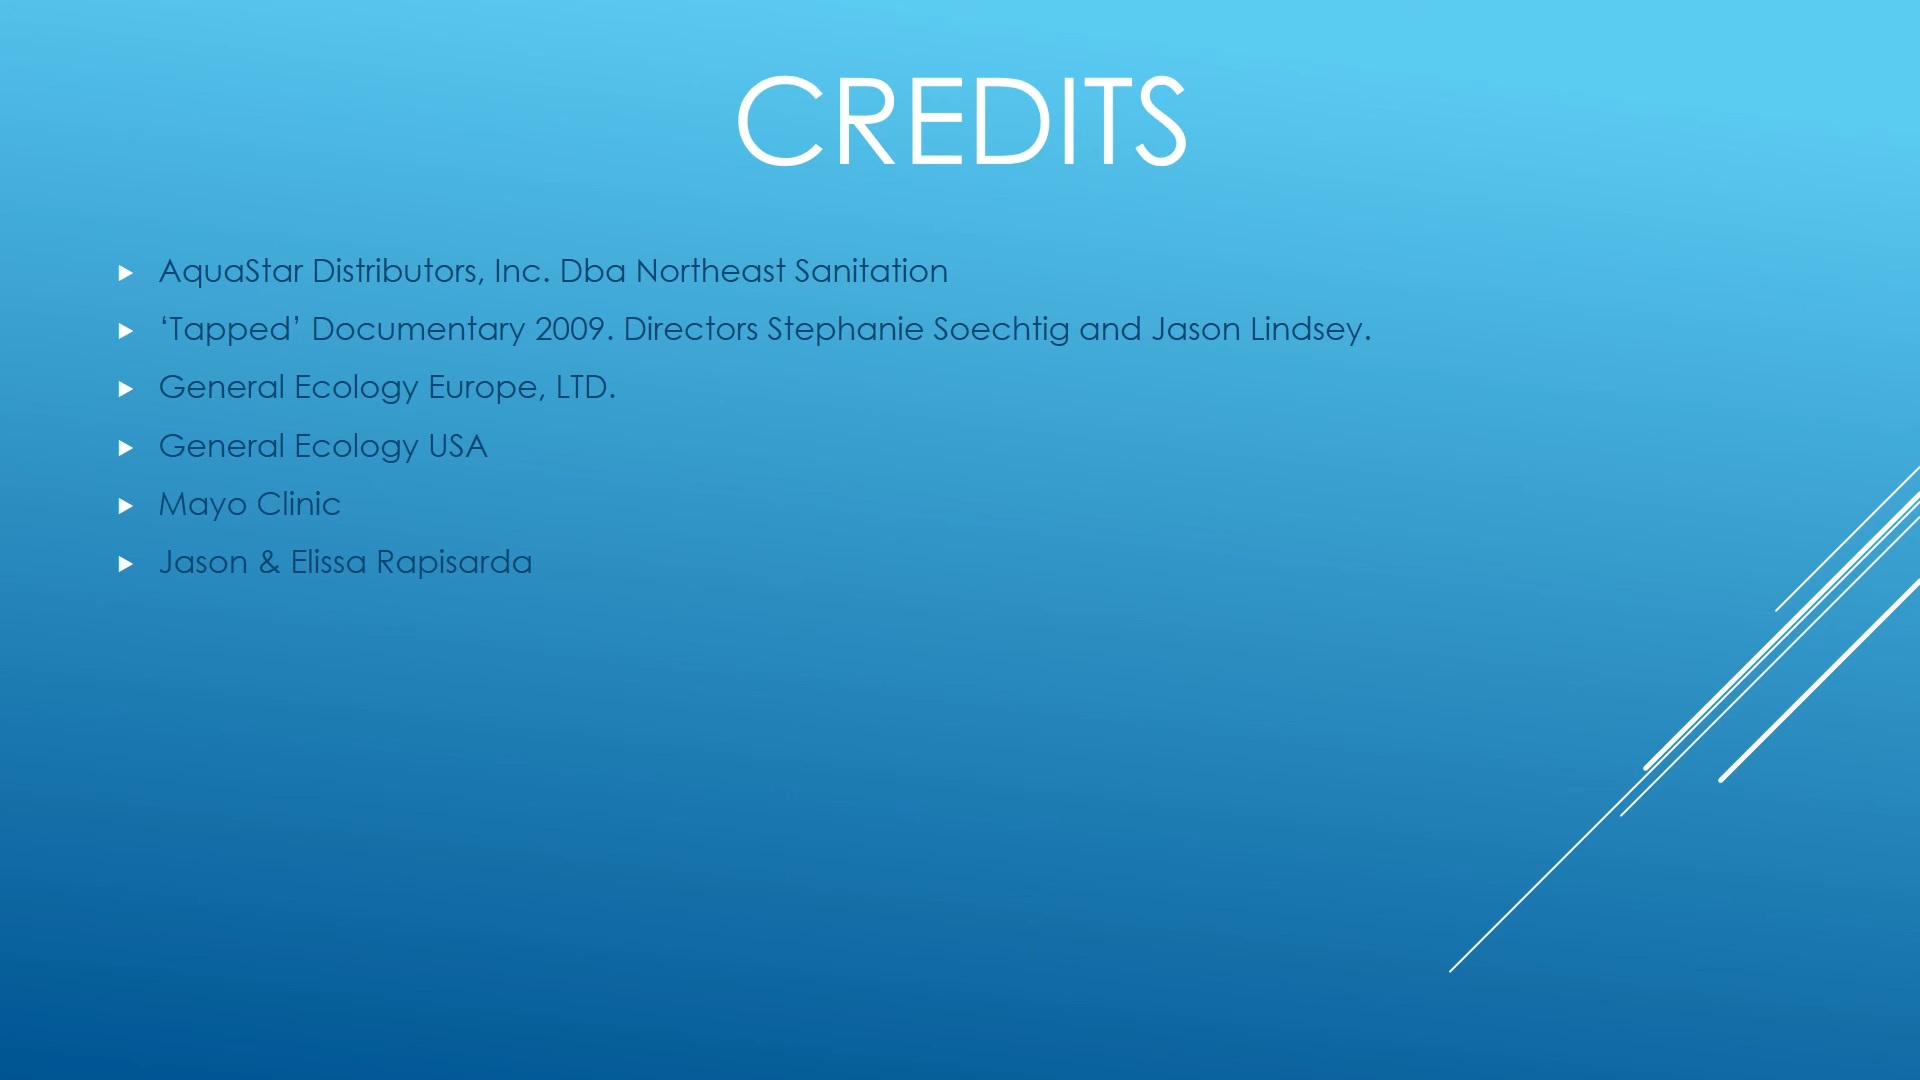 CREDITS
AquaStar Distributors, Inc. Dba Northeast Sanitation
‘Tapped’ Documentary 2009. Directors Stephanie Soechtig and Jason Lindsey.
General Ecology Europe, LTD.
General Ecology USA
Mayo Clinic
Jason & Elissa Rapisarda